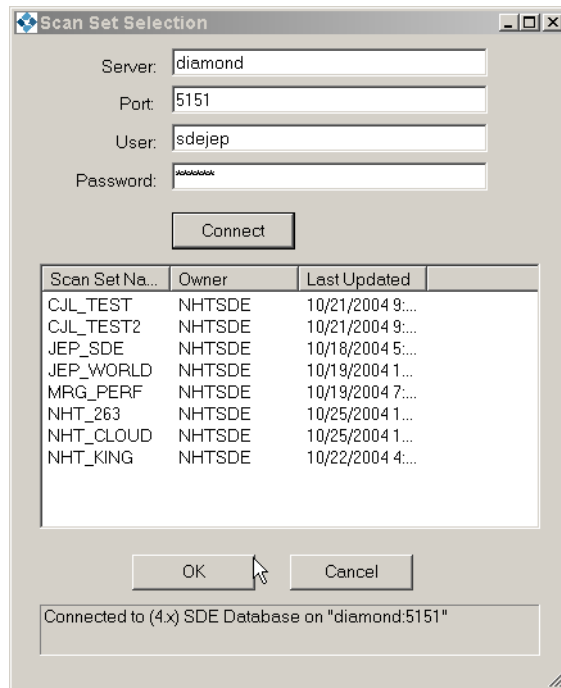 Scan Set Selection
Server: diamond
Port: 5151
User: sdejep
Password: ******
Connect
Scan Set Na... Owner Last Updated
CJL_TEST NHTSDE 10/21/2004 9:...
CJL_TEST2 NHTSDE 10/21/2004 9:...
JEP_SDE NHTSDE 10/18/2004 5:...
JEP_WORLD NHTSDE 10/19/2004 1...
MRG_PERF NHTSDE 10/19/2004 7:...
NHT_263 NHTSDE 10/25/2004 1...
NHT_CLOUD NHTSDE 10/25/2004 1...
NHT_KING NHTSDE 10/22/2004 4:...
OK Cancel
Connected to (4.x) SDE Database on "diamond:5151"